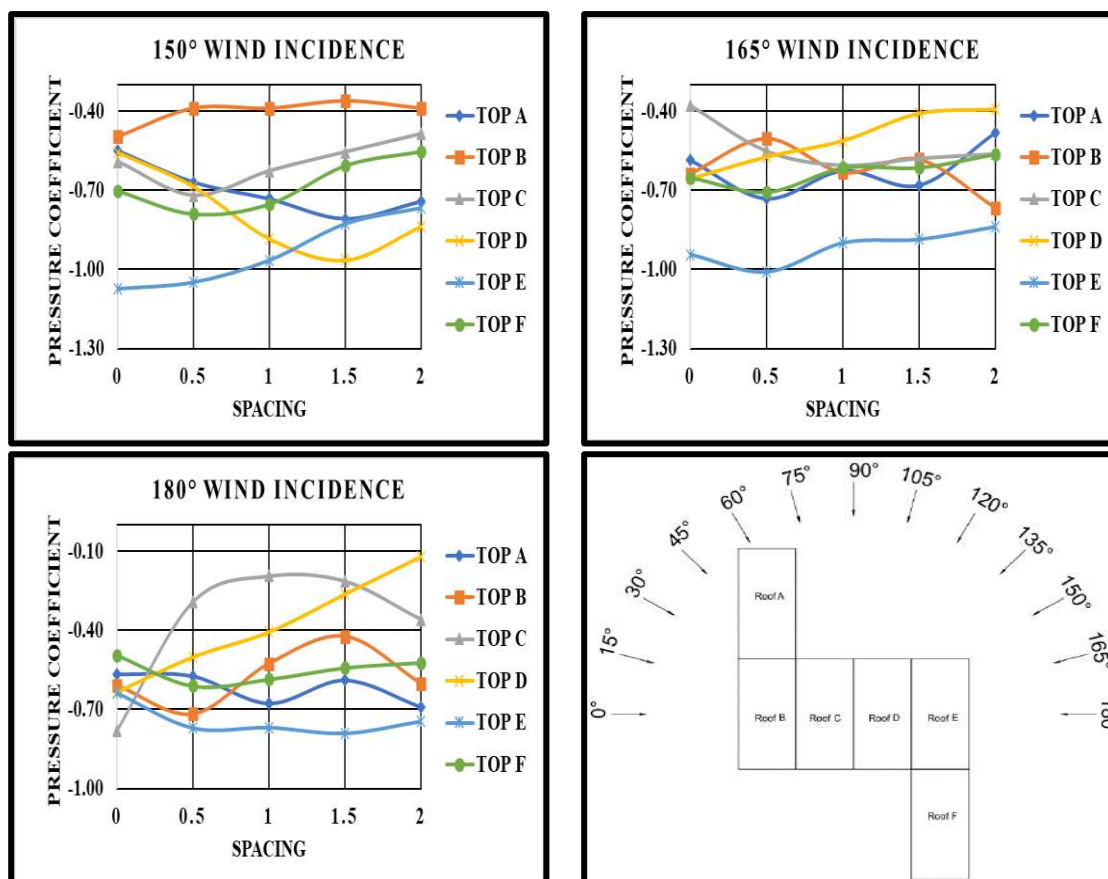 150° WIND INCIDENCE
PRESSURE COEFFICIENT
-0.40
-0.70
-1.00
-1.30
0 0.5 1 1.5 2
SPACING
TOP A
TOP B
TOP C
TOP D
TOP E
TOP F
165° WIND INCIDENCE
PRESSURE COEFFICIENT
-0.40
-0.70
-1.00
-1.30
0 0.5 1 1.5 2
SPACING
TOP A
TOP B
TOP C
TOP D
TOP E
TOP F
180° WIND INCIDENCE
PRESSURE COEFFICIENT
-0.10
-0.40
-0.70
-1.00
0 0.5 1 1.5 2
SPACING
TOP A
TOP B
TOP C
TOP D
TOP E
TOP F
0°
15°
30°
45°
60°
75°
90°
105°
120°
135°
150°
165°
Roof A
Roof B
Roof C
Roof D
Roof E
Roof F